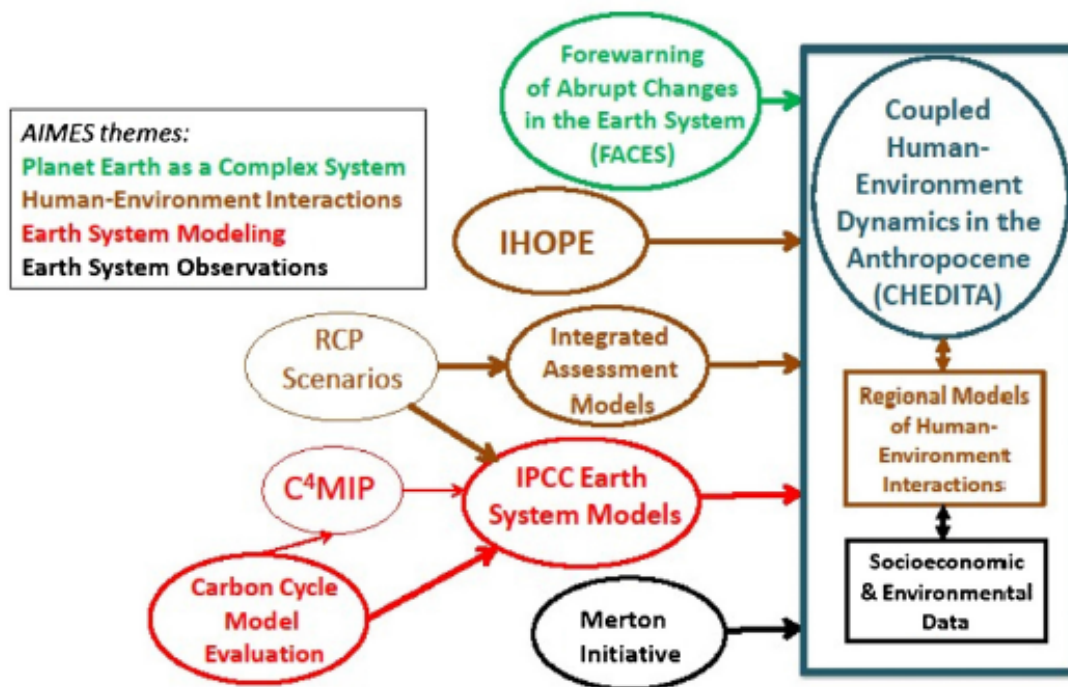 Forewarning
of Abrupt Changes
in the Earth System
(FACES)
Coupled
Human-
Environment
Dynamics in the
Anthropocene
(CHEDITA)
AIMES themes:
Planet Earth as a Complex System
Human-Environment Interactions
Earth System Modeling
Earth System Observations
IHOPE
RCP
Scenarios
Integrated
Assessment
Models
Regional Models
of Human-
Environment
Interactions
C⁴MIP
IPCC Earth
System Models
Carbon Cycle
Model
Evaluation
Merton
Initiative
Socioeconomic
& Environmental
Data